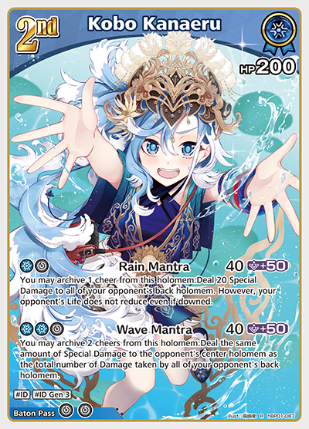 2nd
Kobo Kanaeru
HP200
Rain Mantra 40 +50
You may archive 1 cheer from this holomem:Deal 20 Special
Damage to all of your opponent's back holomem. However, your
opponent's Life does not reduce even if downed.
Wave Mantra 40 +50
You may archive 2 cheers from this holomem:Deal the same
amount of Special Damage to the opponent's center holomem as
the total number of Damage taken by all of your opponent's back
holomem.
#ID #ID Gen 3
Baton Pass